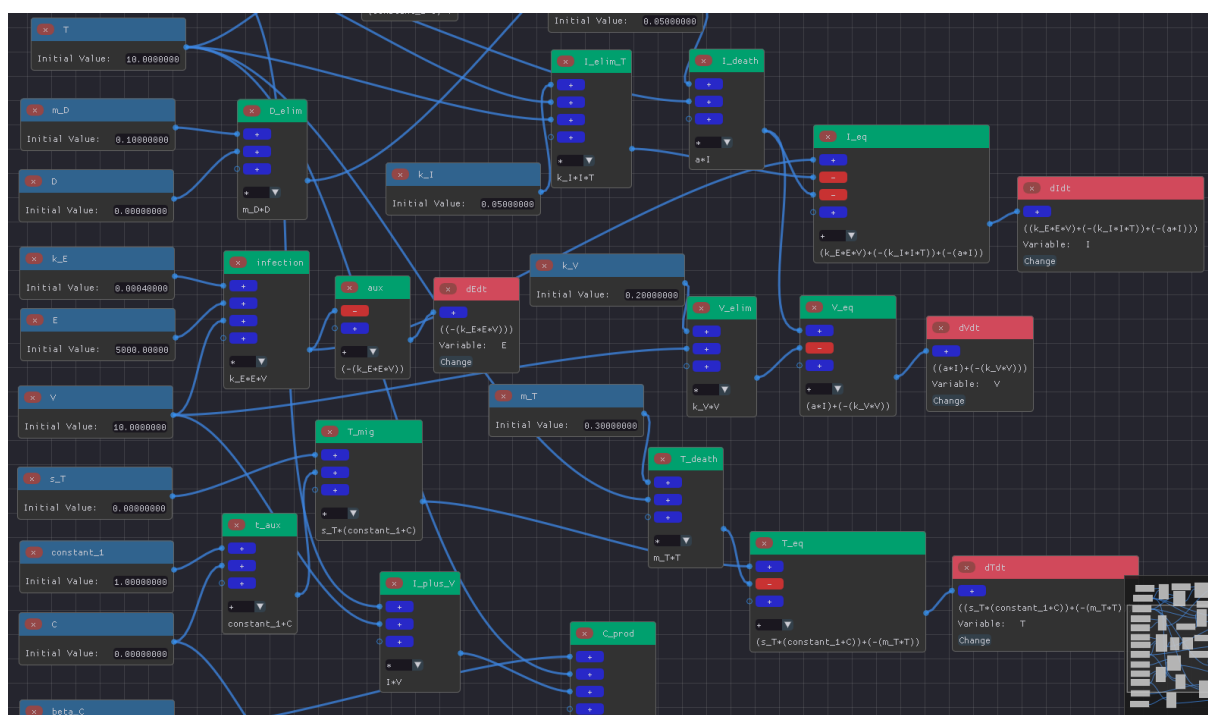 T
Initial Value: 10.0000000
m_D
Initial Value: 0.10000000
D
Initial Value: 0.00000000
k_E
Initial Value: 0.00040000
E
Initial Value: 5000.00000
V
Initial Value: 10.0000000
s_T
Initial Value: 0.08000000
constant_1
Initial Value: 1.00000000
C
Initial Value: 0.00000000
beta_C
D_elim
m_D*D
infection
k_E*E*V
t_aux
constant_1+C
aux
(-(k_E*E*V))
T_mig
s_T*(constant_1+C)
I_plus_V
I+V
k_I
Initial Value: 0.05000000
dEdt
((-(k_E*E*V)))
Variable: E
Change
Initial Value: 0.05000000
I_elim_T
k_I*I*T
I_death
a*I
k_V
Initial Value: 0.20000000
m_T
Initial Value: 0.30000000
C_prod
V_elim
k_V*V
T_death
m_T*T
I_eq
(k_E*E*V)+(-(k_I*I*T))+(-(a*I))
V_eq
(a*I)+(-(k_V*V))
T_eq
(s_T*(constant_1+C))+(-(m_T*T))
dIdt
((k_E*E*V)+(-(k_I*I*T))+(-(a*I)))
Variable: I
Change
dVdt
((a*I)+(-(k_V*V)))
Variable: V
Change
dTdt
((s_T*(constant_1+C))+(-(m_T*T)
Variable: T
Change